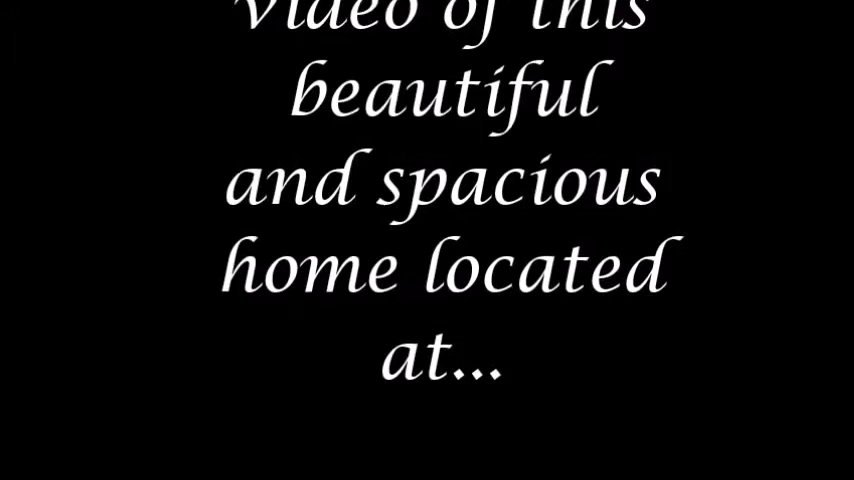 video of this
beautiful
and spacious
home located
at...